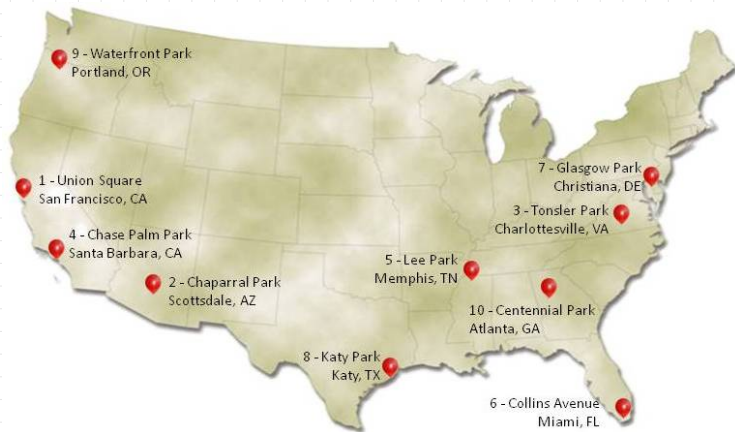 9 - Waterfront Park
Portland, OR
7 - Glasgow Park
Christiana, DE
1 - Union Square
San Francisco, CA
3 - Tonsler Park
Charlottesville, VA
4 - Chase Palm Park
Santa Barbara, CA
5 - Lee Park
Memphis, TN
2 - Chaparral Park
Scottsdale, AZ
10 - Centennial Park
Atlanta, GA
8 - Katy Park
Katy, TX
6 - Collins Avenue
Miami, FL